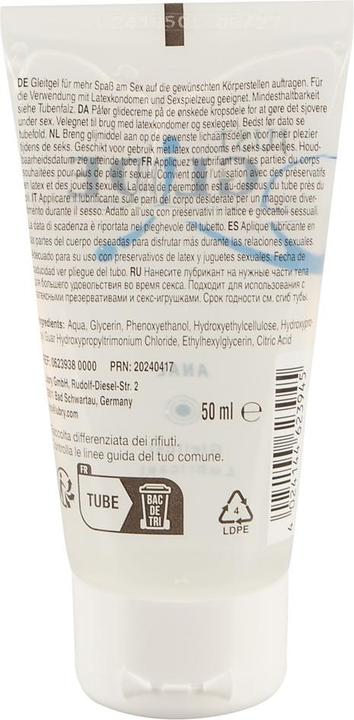 DE Gleitgel für mehr Spaß am Sex auf die gewünschten Körperstellen auftragen. Für
die Verwendung mit Latexkondomen und Sexspielzeug geeignet. Mindesthaltbarkeit
siehe Tubenfalz. DA Påfør glidecreme på de ønskede kropsdele for at gøre det sjovere
under sex. Velegnet til brug med latexkondomer og sexlegetøj. Bedst før dato se
tubefold. NL Breng glijmiddel aan op de gewenste lichaamsdelen voor meer plezier
tijdens de seks. Geschikt voor gebruik met latex condooms en seks speeltjes. Houd-
baarheidsdatum zie uiteinde tube. FR Appliquez le lubrifiant sur les parties du corps
souhaitées pour plus de plaisir sexuel. Convient pour l'utilisation avec des préservatifs
en latex et des jouets sexuels. La date de péremption est au-dessous du tube près du
pli. IT Applicare il lubrificante sulle parti del corpo desiderate per un maggiore diver-
timento durante il sesso. Adatto all'uso con preservativi in lattice e giocattoli sessuali.
La data di scadenza è riportata nel pieghevole del tubetto. ES Aplique lubricante en
las partes del cuerpo deseadas para disfrutar más durante las relaciones sexuales.
Adecuado para su uso con preservativos de látex y juguetes sexuales. Fecha de
caducidad ver pliegue del tubo. RU Нанесите лубрикант на нужные части тела
для большего удовольствия во время секса. Подходит для использования с
латексными презервативами и секс-игрушками. Срок годности см. сгиб тубы.
Ingredients: Aqua, Glycerin, Phenoxyethanol, Hydroxyethylcellulose, Hydroxypro-
pyl Guar Hydroxypropyltrimonium Chloride, Ethylhexylglycerin, Citric Acid
REF: 0623938 0000 PRN: 20240417
GmbH, Rudolf-Diesel-Str. 2
Bad Schwartau, Germany
ANAL
50 ml e
Raccolta differenziata dei rifiuti.
Controlla le linee guida del tuo comune.
FR
TUBE
BAC
DE
TRI
4
LDPE
4 024144 623945